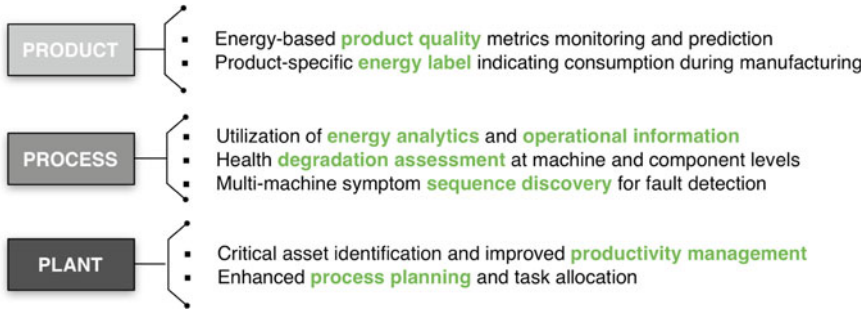 PRODUCT
Energy-based product quality metrics monitoring and prediction
Product-specific energy label indicating consumption during manufacturing
PROCESS
Utilization of energy analytics and operational information
Health degradation assessment at machine and component levels
Multi-machine symptom sequence discovery for fault detection
PLANT
Critical asset identification and improved productivity management
Enhanced process planning and task allocation